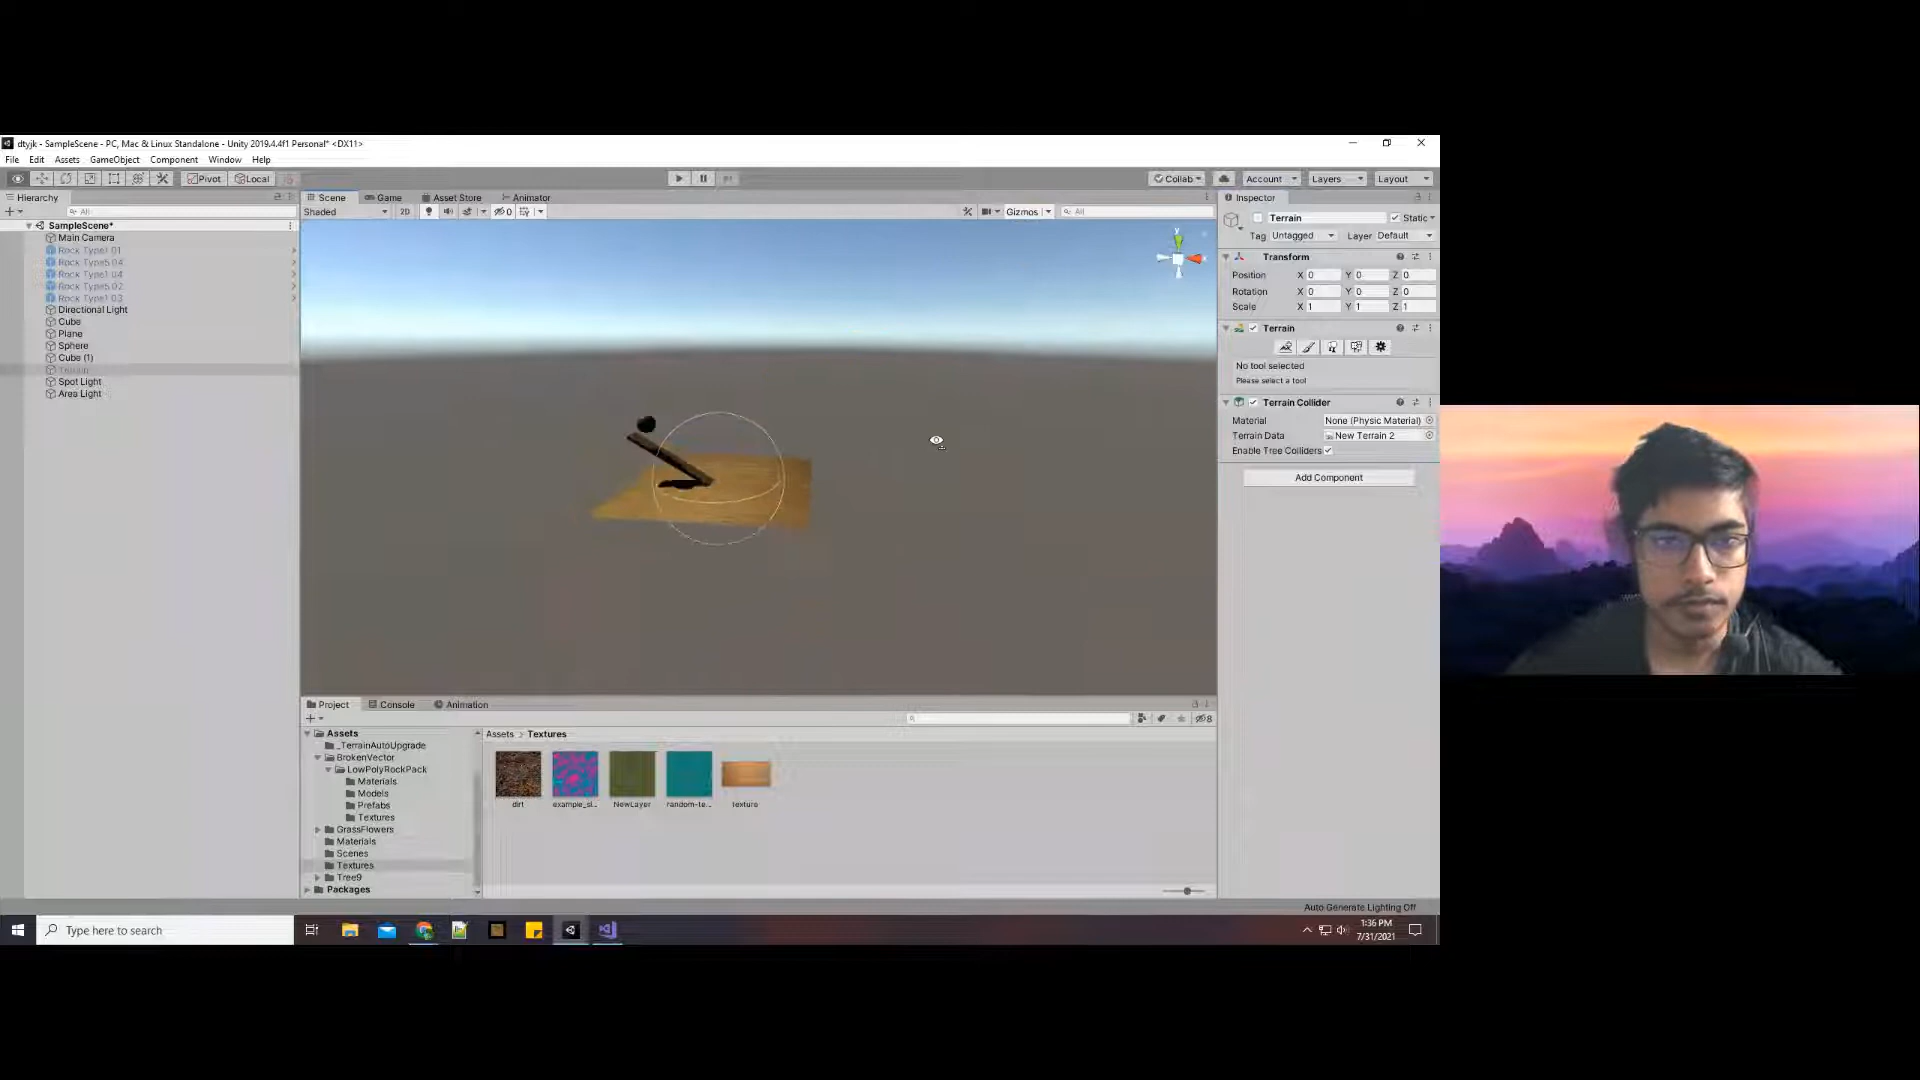 dtyjk - SampleScene - PC, Mac & Linux Standalone - Unity 2019.4.4f1 Personal* <DX11>
File Edit Assets GameObject Component Window Help
Pivot Local Collab Account Layers Layout
Hierarchy
All
SampleScene*
Main Camera
Rock Type1 01
Rock Type5 04
Rock Type1 04
Rock Type5 02
Rock Type1 03
Directional Light
Cube
Plane
Sphere
Cube (1)
Terrain
Spot Light
Area Light
Scene Game Asset Store Animator
Shaded 2D 0 Gizmos All
y
Inspector
Terrain Static
Tag Untagged Layer Default
Transform
Position X 0 Y 0 Z 0
Rotation X 0 Y 0 Z 0
Scale X 1 Y 1 Z 1
Terrain
No tool selected
Please select a tool
Terrain Collider
Material None (Physic Material)
Terrain Data New Terrain 2
Enable Tree Colliders
Add Component
Project Console Animation
8
Assets
_TerrainAutoUpgrade
BrokenVector
LowPolyRockPack
Materials
Models
Prefabs
Textures
GrassFlowers
Materials
Scenes
Textures
Tree9
Packages
Assets > Textures
dirt example_sl... NewLayer random-te... texture
Auto Generate Lighting Off
Type here to search
1:36 PM
7/31/2021